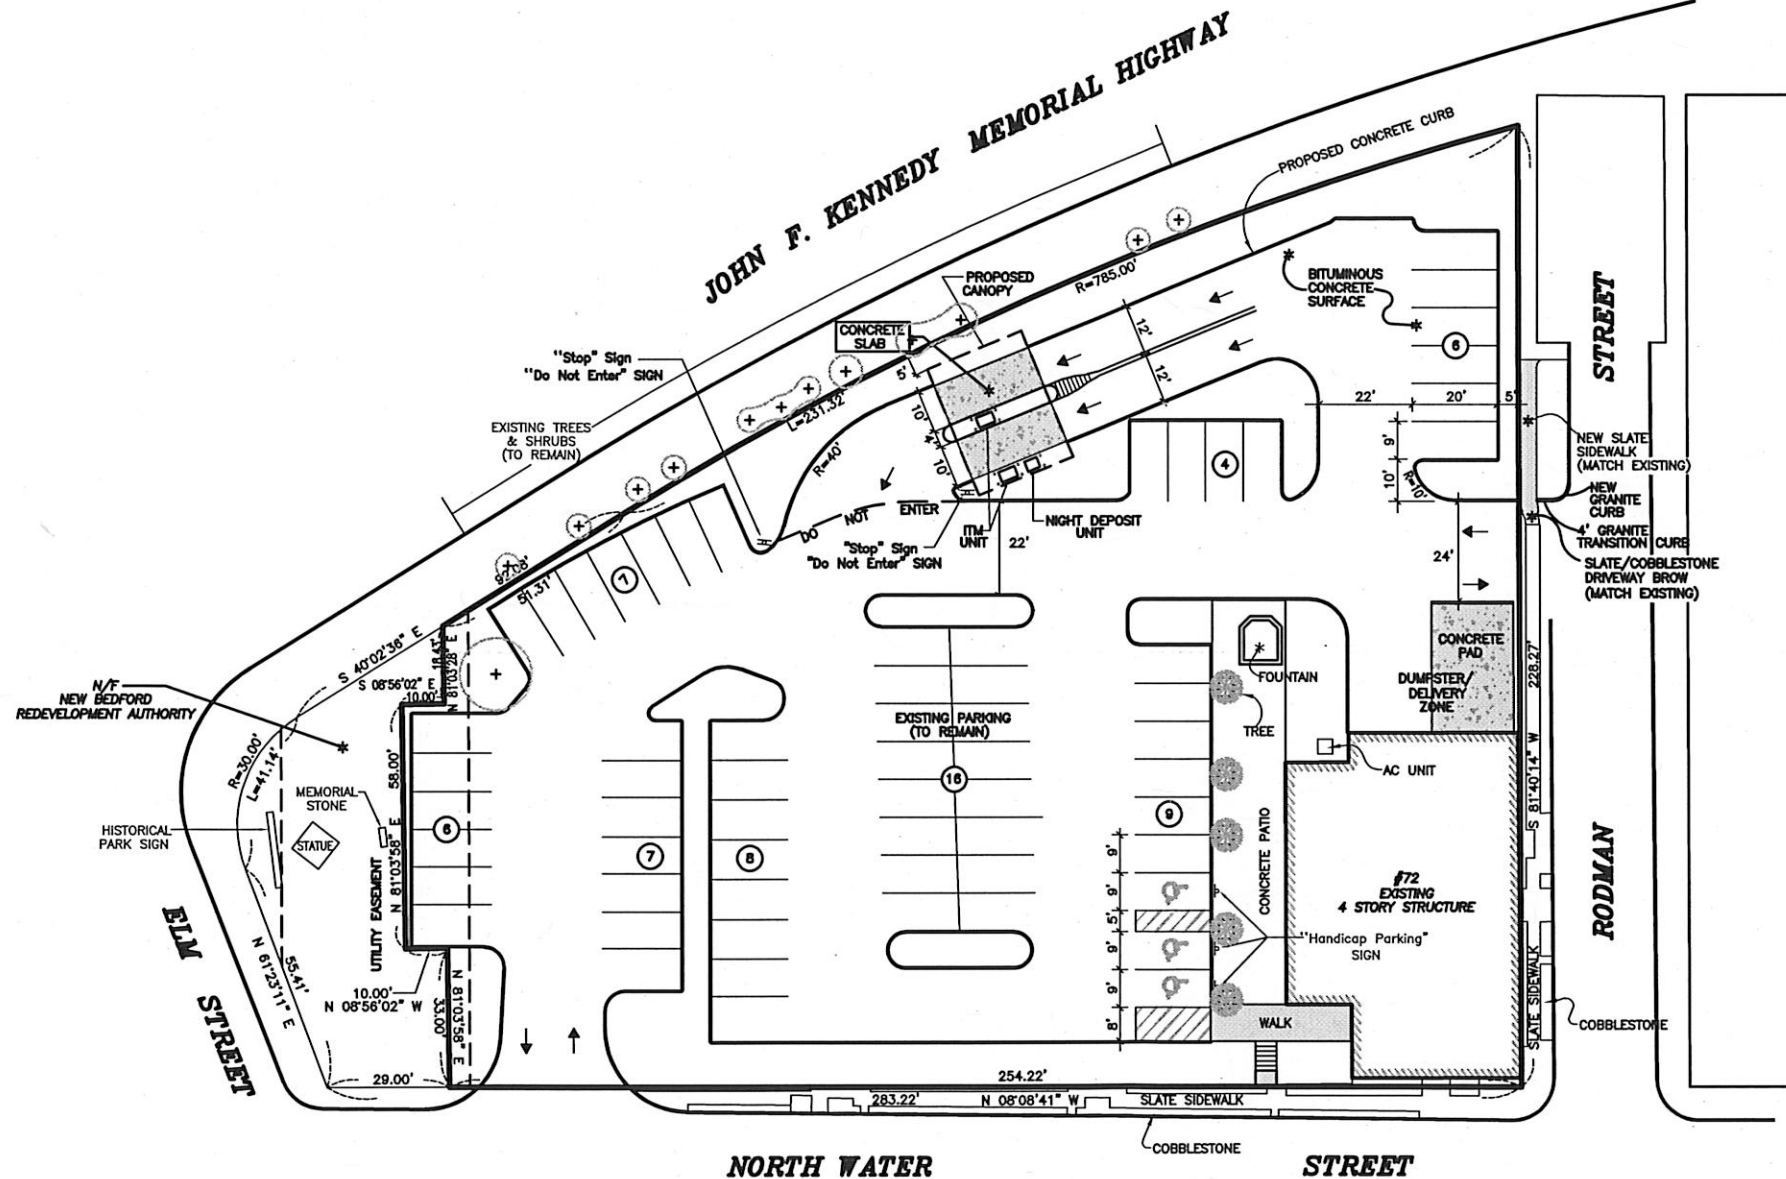 JOHN F. KENNEDY MEMORIAL HIGHWAY
PROPOSED CONCRETE CURB
PROPOSED
CANOPY
R=785.00'
BITUMINOUS
CONCRETE
SURFACE
STREET
CONCRETE
SLAB
12'
12'
6
"Stop" Sign
"Do Not Enter" SIGN
5'
L=231.32'
22'
20'
5'
EXISTING TREES
& SHRUBS
(TO REMAIN)
10'
4'
10'
R=40'
4
9'
10'
R=10'
NEW SLATE
SIDEWALK
(MATCH EXISTING)
NEW
GRANITE
CURB
DO NOT ENTER
ITM
UNIT
NIGHT DEPOSIT
UNIT
"Stop" Sign
"Do Not Enter" SIGN
22'
24'
4' GRANITE
TRANSITION CURB
SLATE/COBBLESTONE
DRIVEWAY BROW
(MATCH EXISTING)
92.08'
51.31'
7
S 40°02'36" E
18.43'
N 81°03'28" E
S 08°56'02" E
10.00'
N/F
NEW BEDFORD
REDEVELOPMENT AUTHORITY
CONCRETE
PAD
DUMPSTER/
DELIVERY
ZONE
228.27'
FOUNTAIN
TREE
AC UNIT
EXISTING PARKING
(TO REMAIN)
16
R=30.00'
L=41.14'
58.00'
MEMORIAL
STONE
HISTORICAL
PARK SIGN
STATUE
6
7
8
9
S 81°40'14" W
N 81°03'58" E
UTILITY EASEMENT
9'
9'
5'
9'
9'
8'
CONCRETE PATIO
#72
EXISTING
4 STORY STRUCTURE
RODMAN
"Handicap Parking"
SIGN
ELM STREET
55.41'
N 61°23'11" E
10.00'
N 08°56'02" W
33.00'
N 81°03'58" E
WALK
SLATE SIDEWALK
COBBLESTONE
29.00'
254.22'
283.22'
N 08°08'41" W
SLATE SIDEWALK
COBBLESTONE
NORTH WATER STREET